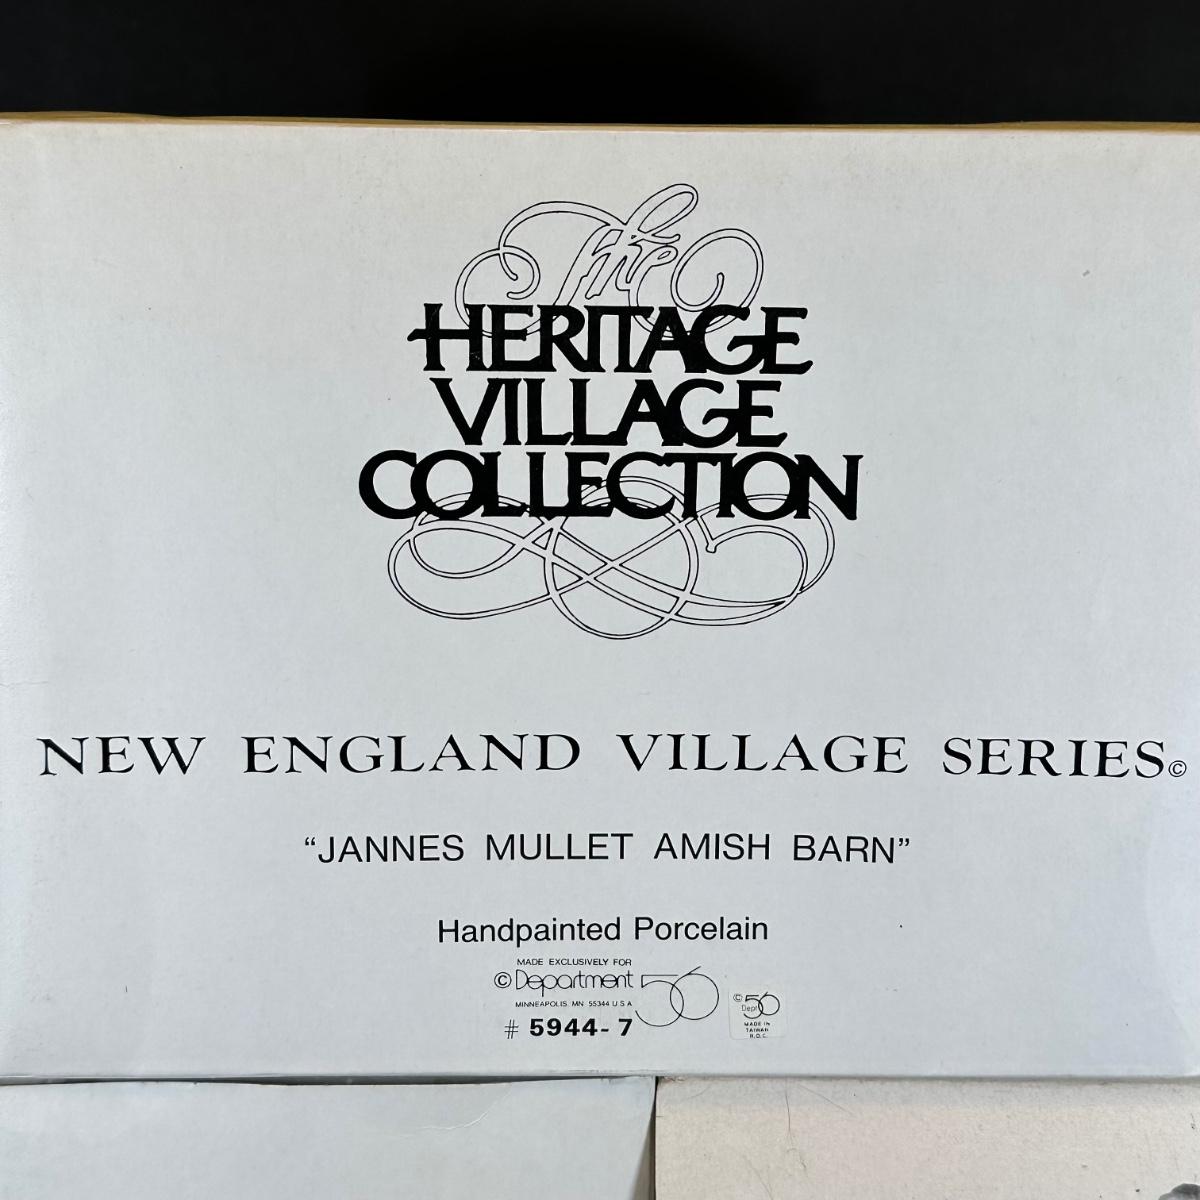 The
HERITAGE
VILLAGE
COLLECTION
NEW ENGLAND VILLAGE SERIES©
“JANNES MULLET AMISH BARN”
Handpainted Porcelain
MADE EXCLUSIVELY FOR
© Department 56
MINNEAPOLIS, MN 55344 U S A
# 5944-7
© Dept 56
MADE IN
TAIWAN
R.O.C.